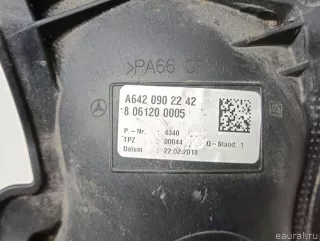 >PA66
A642 090 22 42
8 06120 0005
P.-Nr. : 4340
TPZ : 00044 Q-Stand: 1
Datum : 22.02.2018
eaural.ru